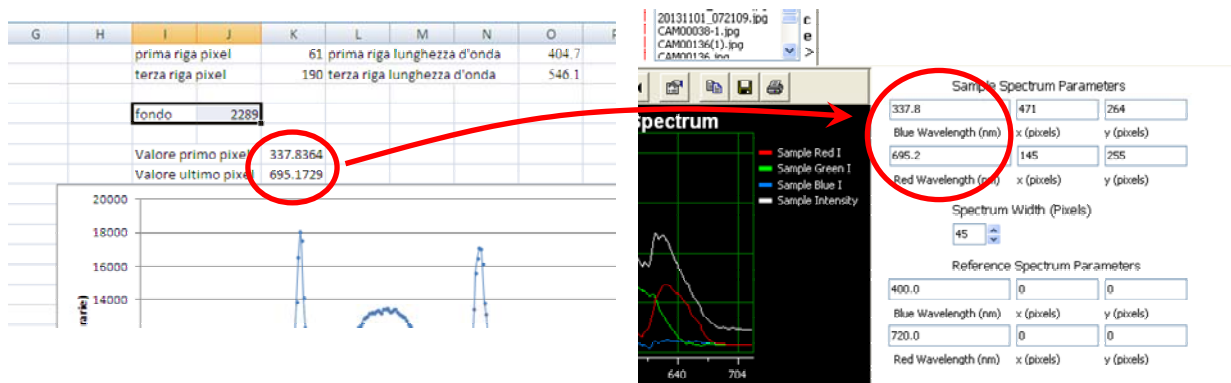 G H I J K L M N O
prima riga pixel 61 prima riga lunghezza d'onda 404.7
terza riga pixel 190 terza riga lunghezza d'onda 546.1
fondo 2289
Valore primo pixel 337.8364
Valore ultimo pixel 695.1729
20000
18000
16000
14000
20131101_072109.jpg
CAM00038-1.jpg
CAM00136(1).jpg
CAM00136.jpg
c
e
>
Spectrum
Sample Red I
Sample Green I
Sample Blue I
Sample Intensity
640 704
Sample Spectrum Parameters
337.8 471 264
Blue Wavelength (nm) x (pixels) y (pixels)
695.2 145 255
Red Wavelength (nm) x (pixels) y (pixels)
Spectrum Width (Pixels)
45
Reference Spectrum Parameters
400.0 0 0
Blue Wavelength (nm) x (pixels) y (pixels)
720.0 0 0
Red Wavelength (nm) x (pixels) y (pixels)